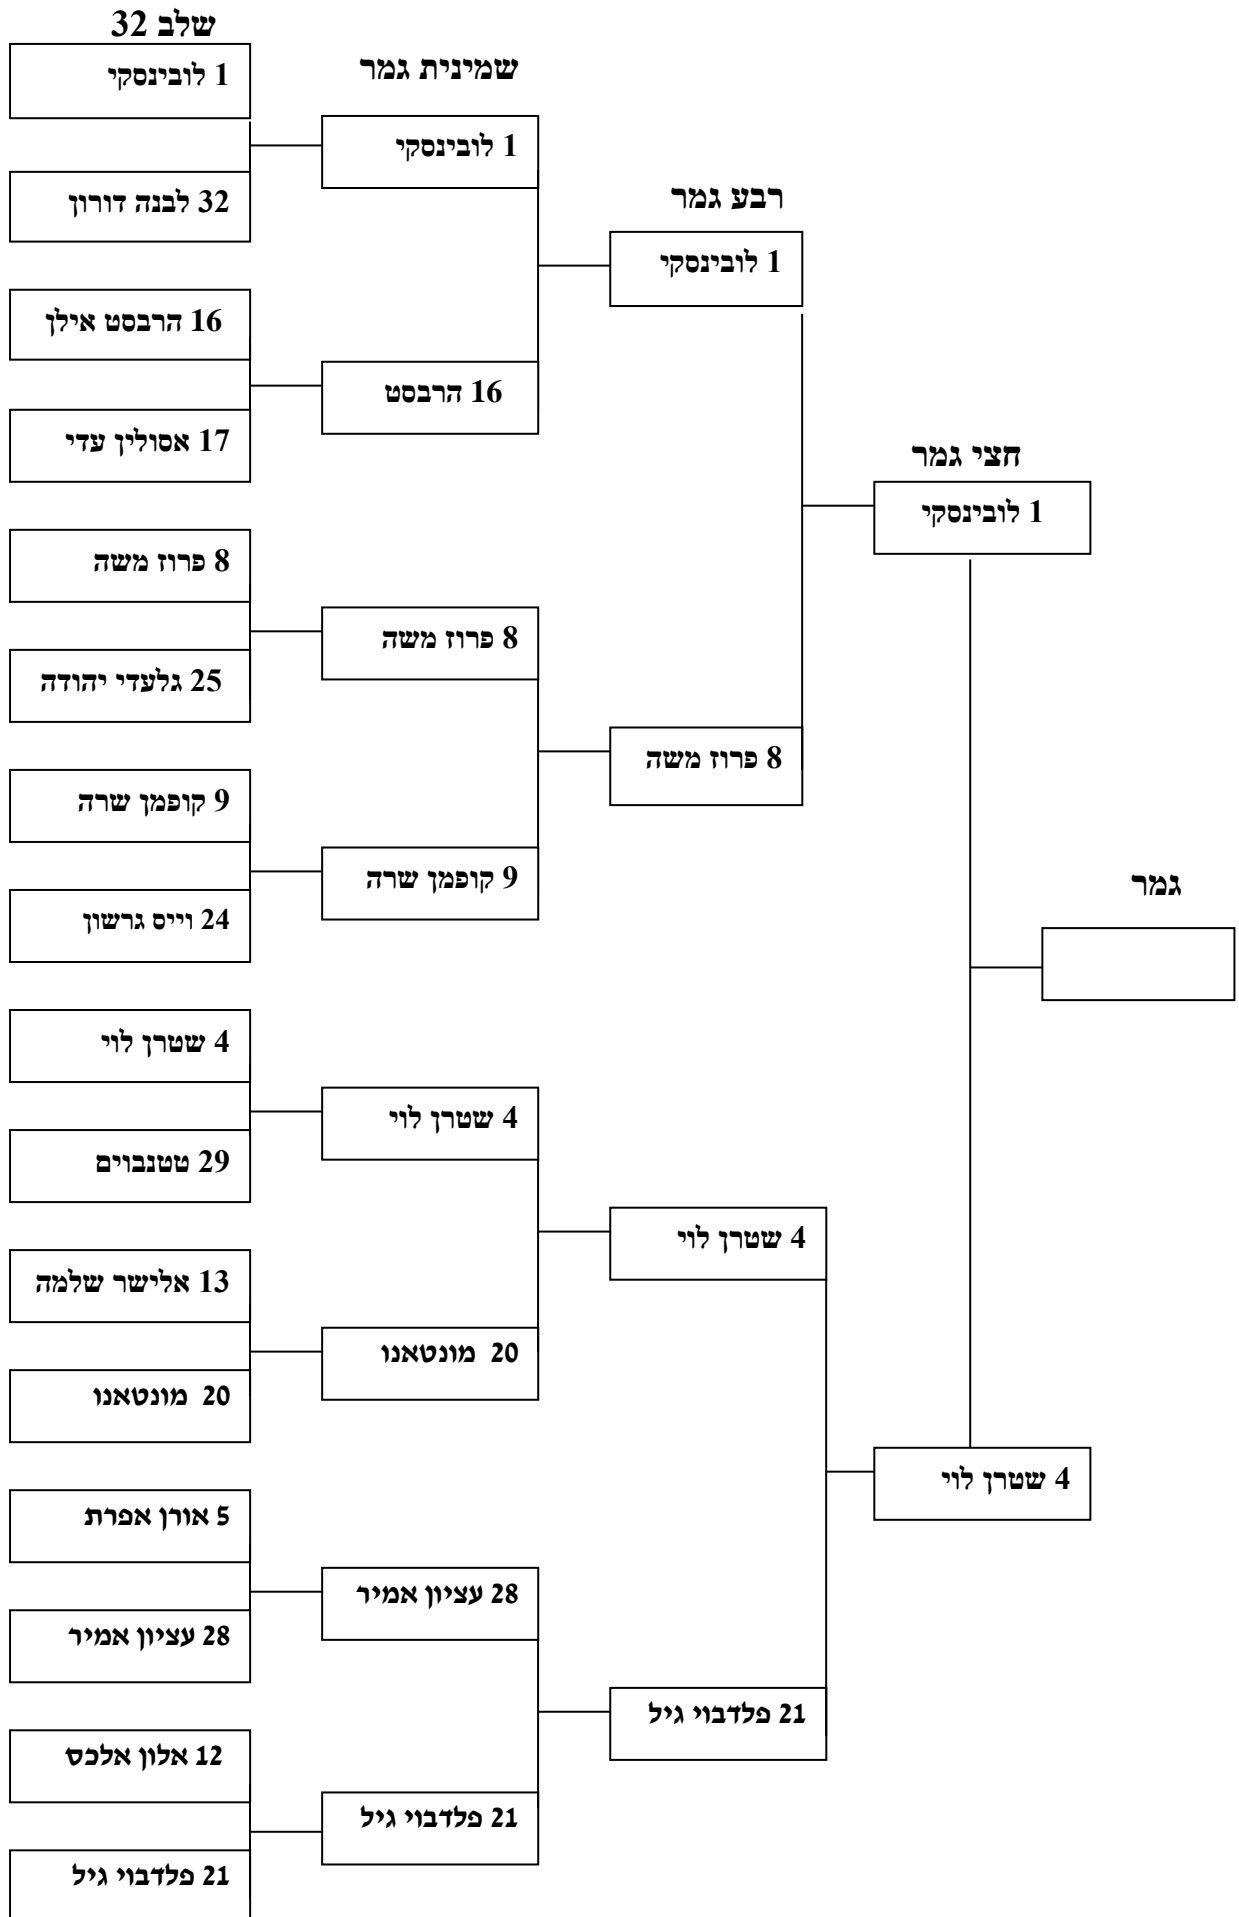 שלב 32
1 לובינסקי
32 לבנה דורון
16 הרבסט אילן
17 אסולין עדי
8 פרוז משה
25 גלעדי יהודה
9 קופמן שרה
24 וייס גרשון
4 שטרן לוי
29 טטנבוים
13 אלישר שלמה
20 מונטאנו
5 אורן אפרת
28 עציון אמיר
12 אלון אלכס
21 פלדבוי גיל
שמינית גמר
1 לובינסקי
16 הרבסט
8 פרוז משה
9 קופמן שרה
4 שטרן לוי
20 מונטאנו
28 עציון אמיר
21 פלדבוי גיל
רבע גמר
1 לובינסקי
8 פרוז משה
4 שטרן לוי
21 פלדבוי גיל
חצי גמר
1 לובינסקי
4 שטרן לוי
גמר